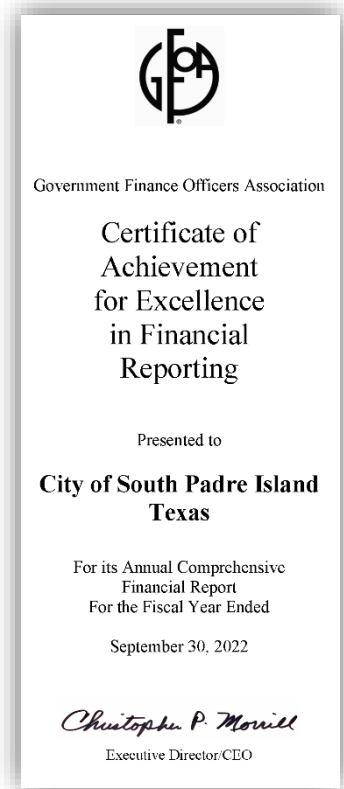 GFOA
Government Finance Officers Association
Certificate of
Achievement
for Excellence
in Financial
Reporting
Presented to
City of South Padre Island
Texas
For its Annual Comprehensive
Financial Report
For the Fiscal Year Ended
September 30, 2022
Christopher P. Morrill
Executive Director/CEO